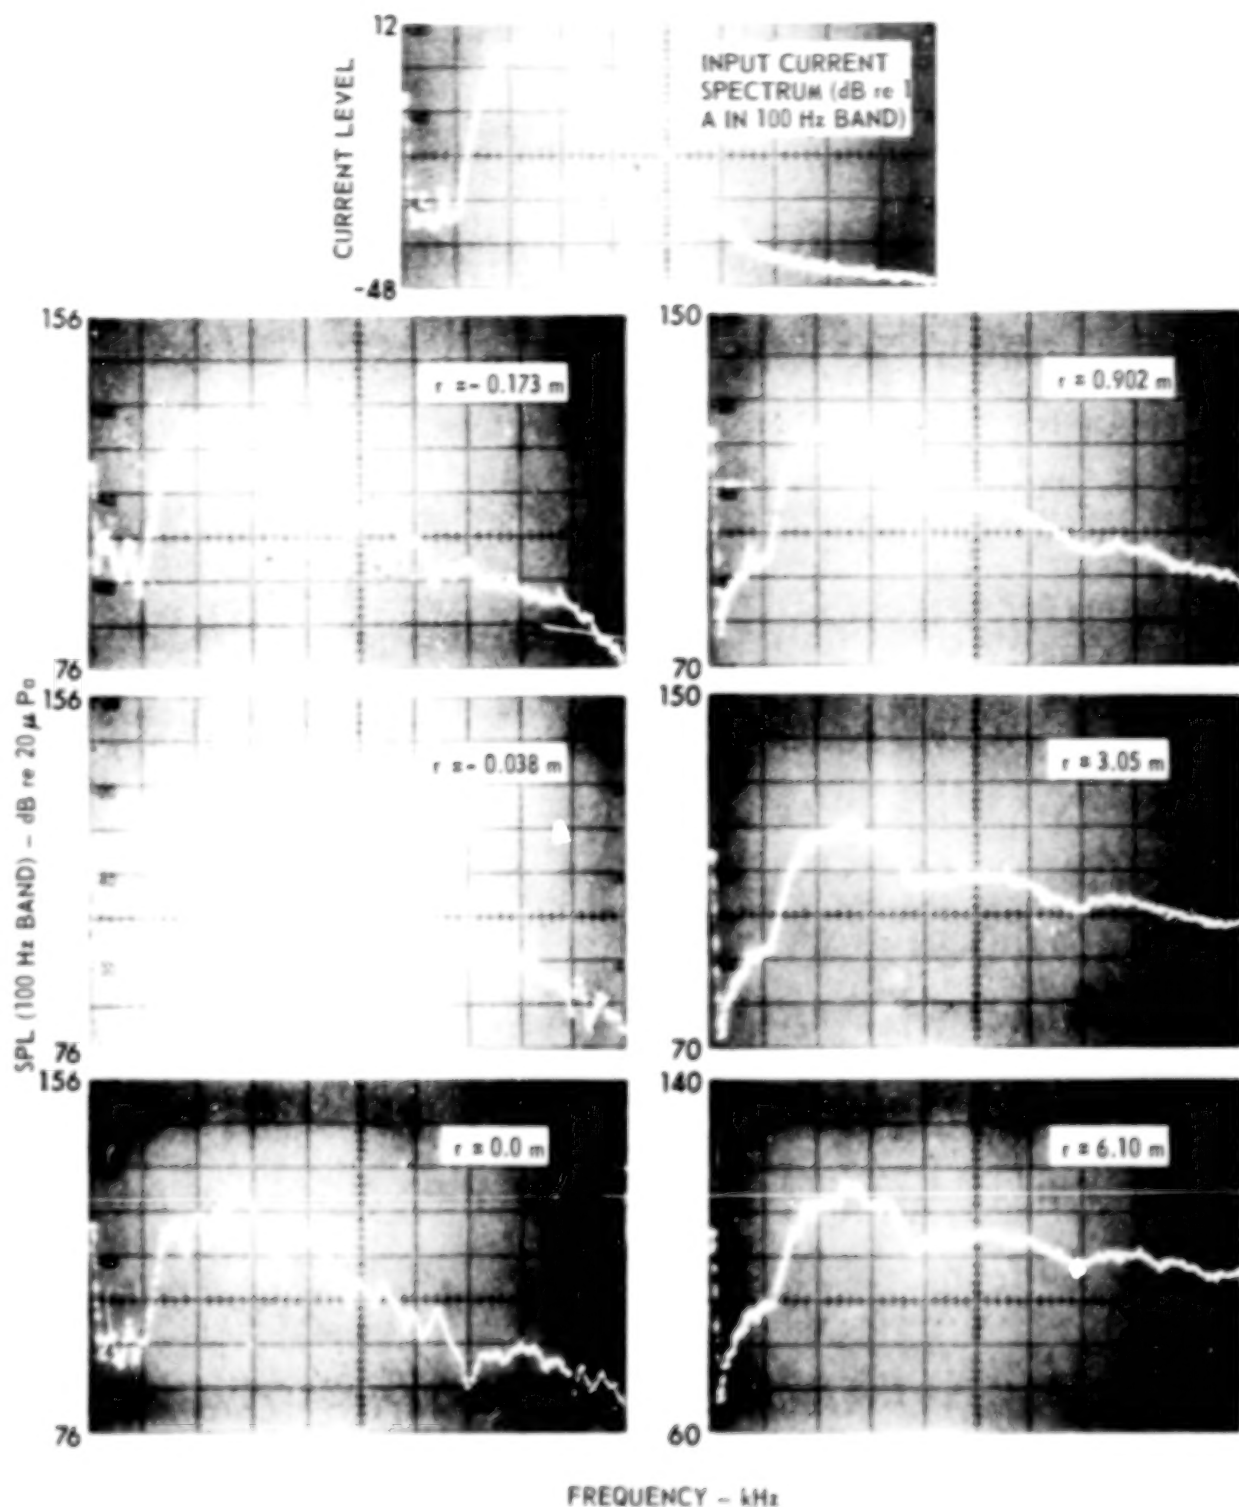 12
CURRENT LEVEL
-48
INPUT CURRENT
SPECTRUM (dB re 1
A IN 100 Hz BAND)
156
r = - 0.173 m
76
150
r = 0.902 m
70
SPL (100 Hz BAND) - dB re 20 μ Pa
156
r = - 0.038 m
76
150
r = 3.05 m
70
156
r = 0.0 m
76
140
r = 6.10 m
60
FREQUENCY - kHz